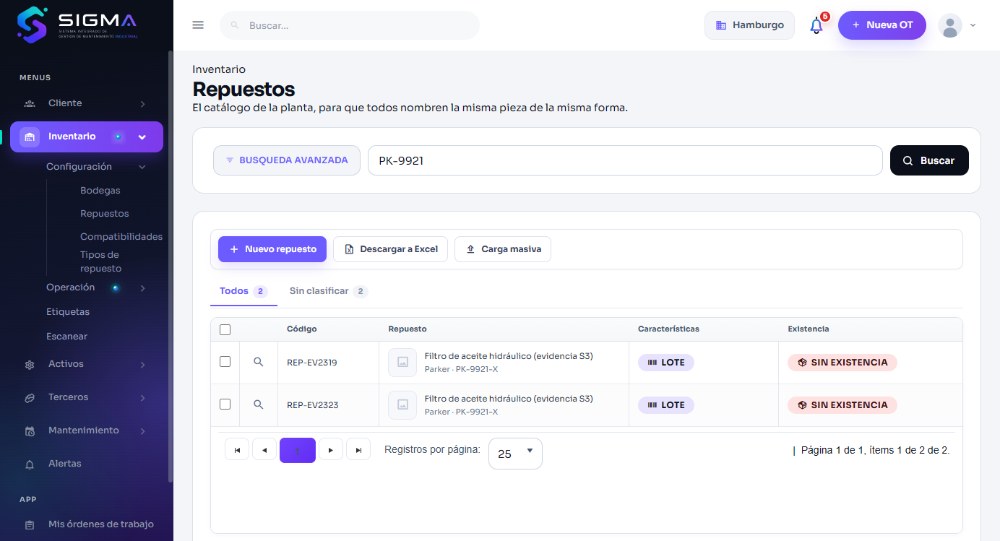 SIGMA
SISTEMA INTEGRADO DE
GESTION DE MANTENIMIENTO INDUSTRIAL
Buscar...
Hamburgo
5
+ Nueva OT
MENUS
Cliente
Inventario
Configuración
Bodegas
Repuestos
Compatibilidades
Tipos de
repuesto
Operación
Etiquetas
Escanear
Activos
Terceros
Mantenimiento
Alertas
APP
Mis órdenes de trabajo
Inventario
Repuestos
El catálogo de la planta, para que todos nombren la misma pieza de la misma forma.
BUSQUEDA AVANZADA
PK-9921
Buscar
+ Nuevo repuesto
Descargar a Excel
Carga masiva
Todos 2
Sin clasificar 2
Código Repuesto Características Existencia
REP-EV2319 Filtro de aceite hidráulico (evidencia S3) LOTE SIN EXISTENCIA
Parker · PK-9921-X
REP-EV2323 Filtro de aceite hidráulico (evidencia S3) LOTE SIN EXISTENCIA
Parker · PK-9921-X
1 Registros por página: 25 | Página 1 de 1, ítems 1 de 2 de 2.